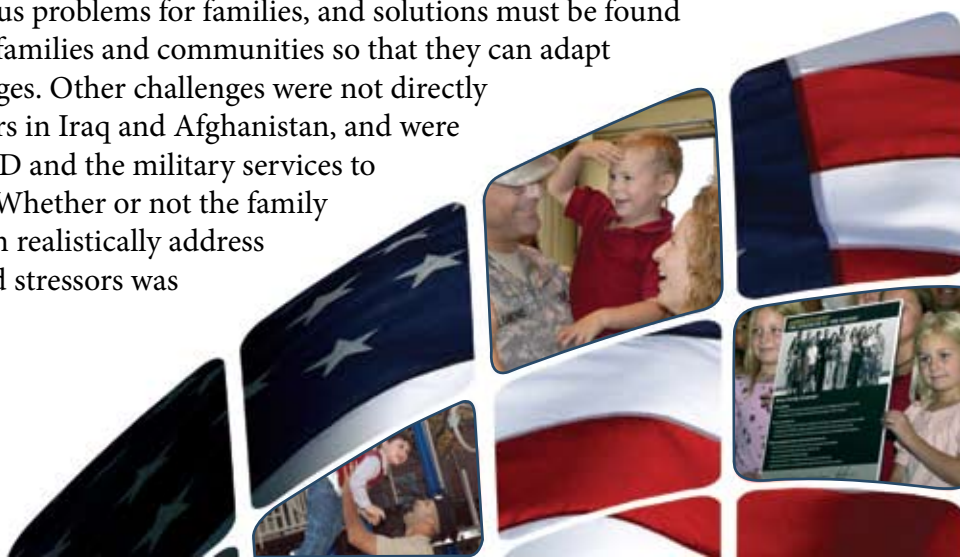 us problems for families, and solutions must be found
families and communities so that they can adapt
ges. Other challenges were not directly
rs in Iraq and Afghanistan, and were
D and the military services to
Whether or not the family
n realistically address
d stressors was